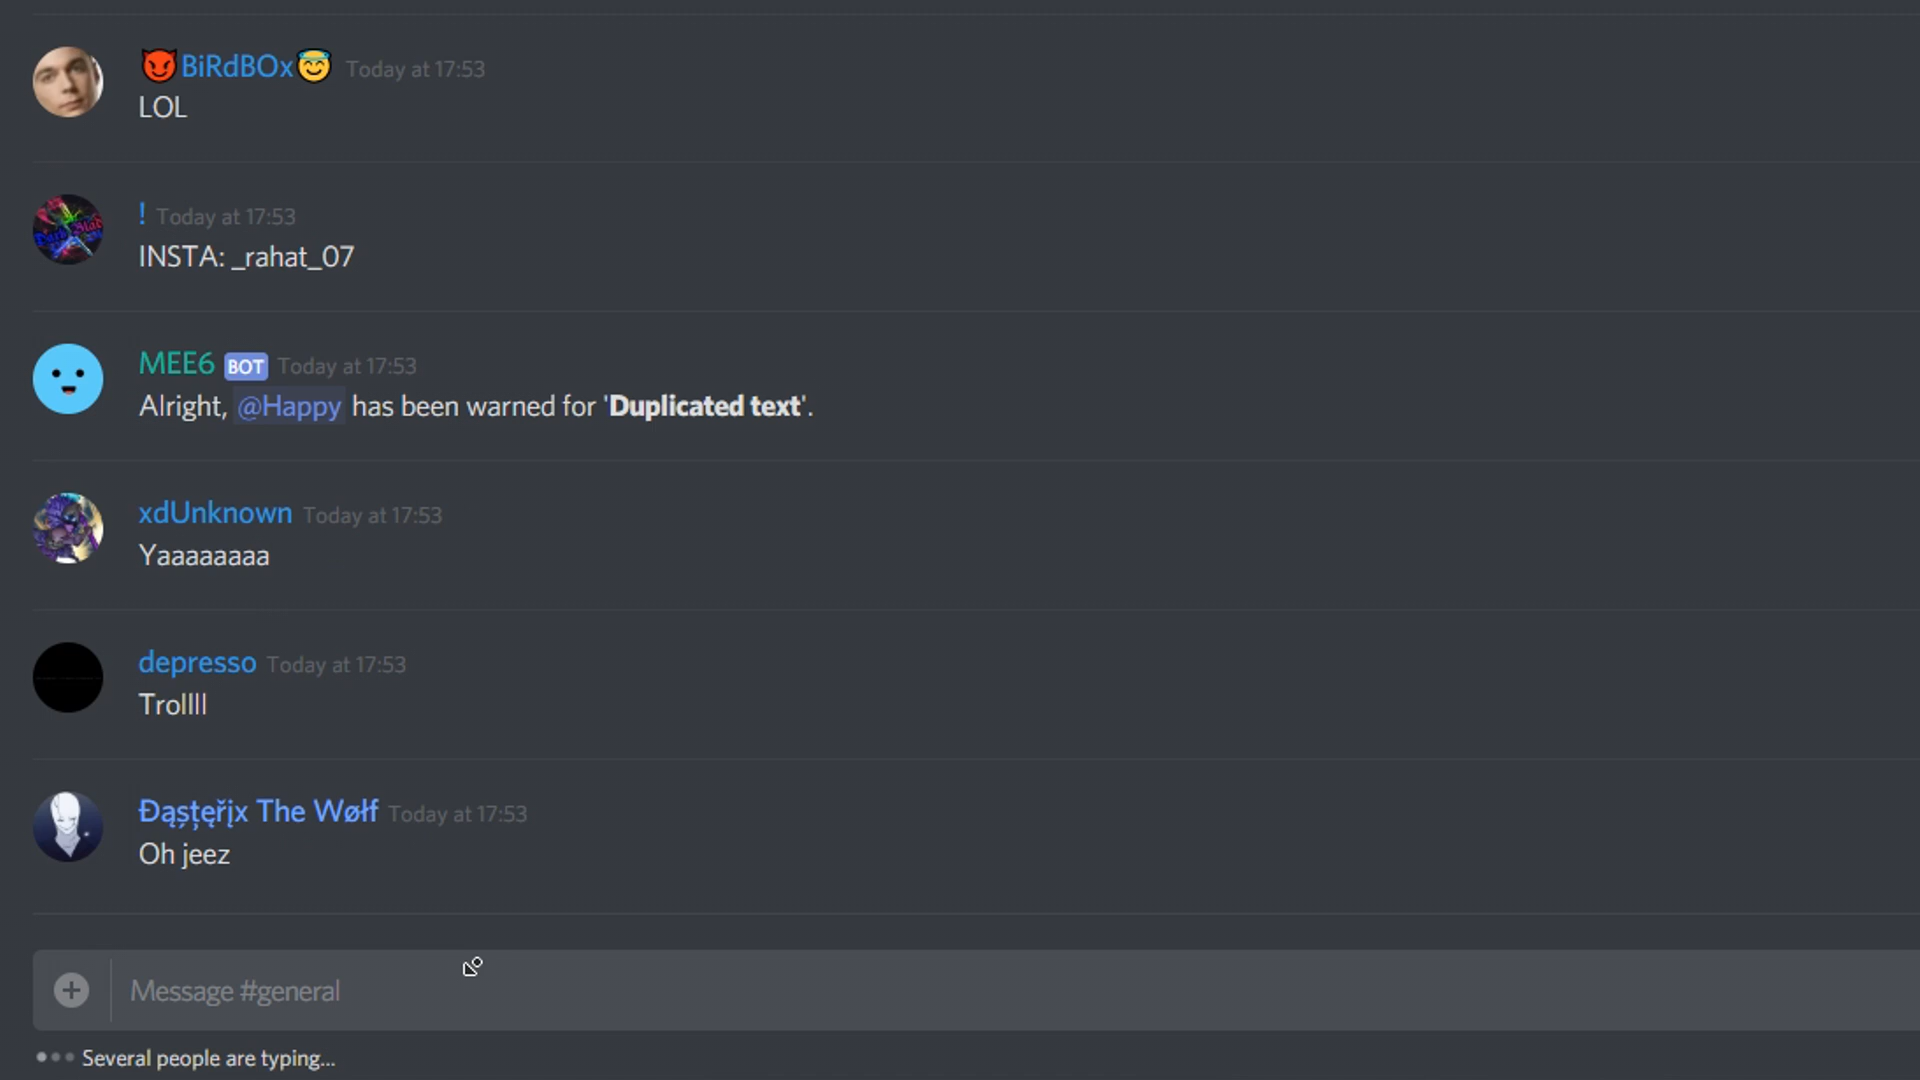 😈BiRdBOx😇 Today at 17:53
LOL
! Today at 17:53
INSTA: _rahat_07
MEE6 BOT Today at 17:53
Alright, @Happy has been warned for 'Duplicated text'.
xdUnknown Today at 17:53
Yaaaaaaaa
depresso Today at 17:53
Trollll
Đąșțęřįx The Wøłf Today at 17:53
Oh jeez
Message #general
Several people are typing...